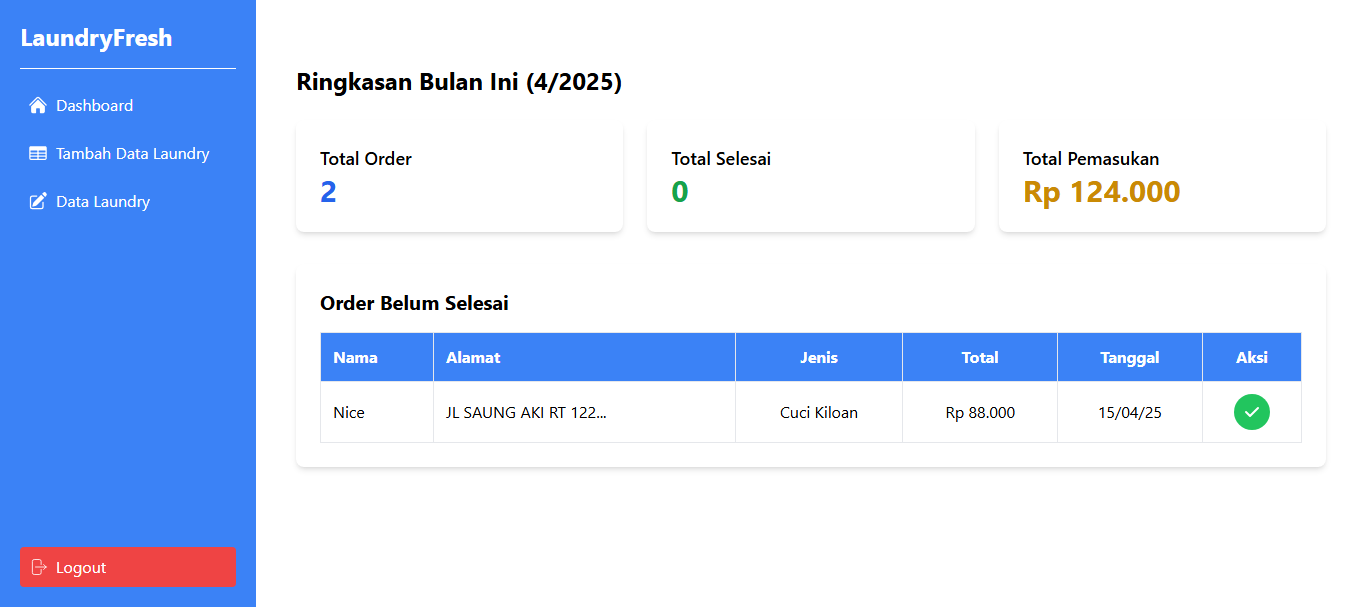 LaundryFresh
Dashboard
Tambah Data Laundry
Data Laundry
Logout
Ringkasan Bulan Ini (4/2025)
Total Order
2
Total Selesai
0
Total Pemasukan
Rp 124.000
Order Belum Selesai
Nama Alamat Jenis Total Tanggal Aksi
Nice JL SAUNG AKI RT 122... Cuci Kiloan Rp 88.000 15/04/25